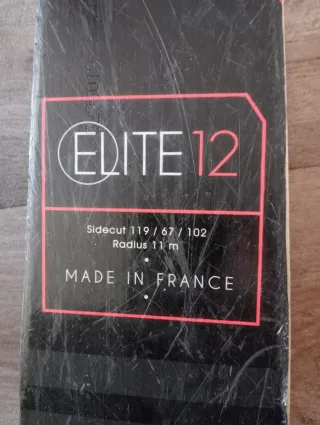 ELITE 12
Sidecut 119 / 67 / 102
Radius 11 m
MADE IN FRANCE